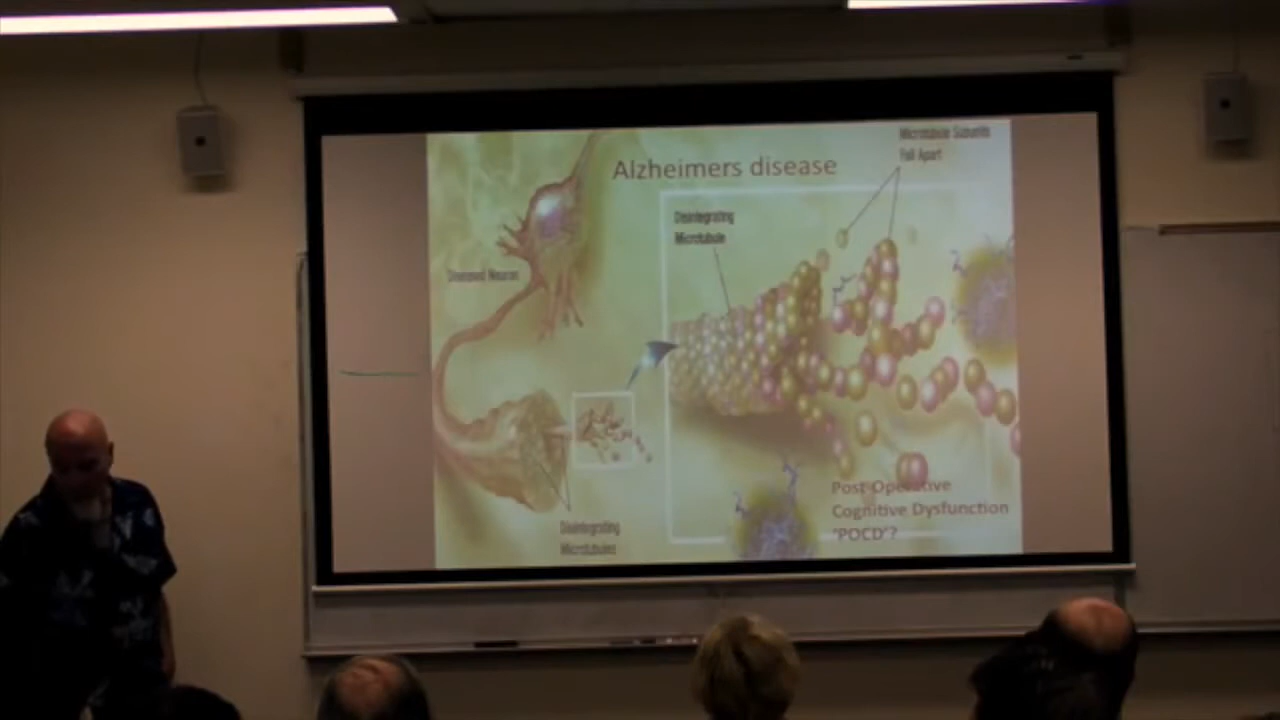 Microtubule Subunits
Fall Apart
Alzheimers disease
Disintegrating
Microtubule
Diseased Neuron
Post-Operative
Cognitive Dysfunction
'POCD'?
Disintegrating
Microtubules